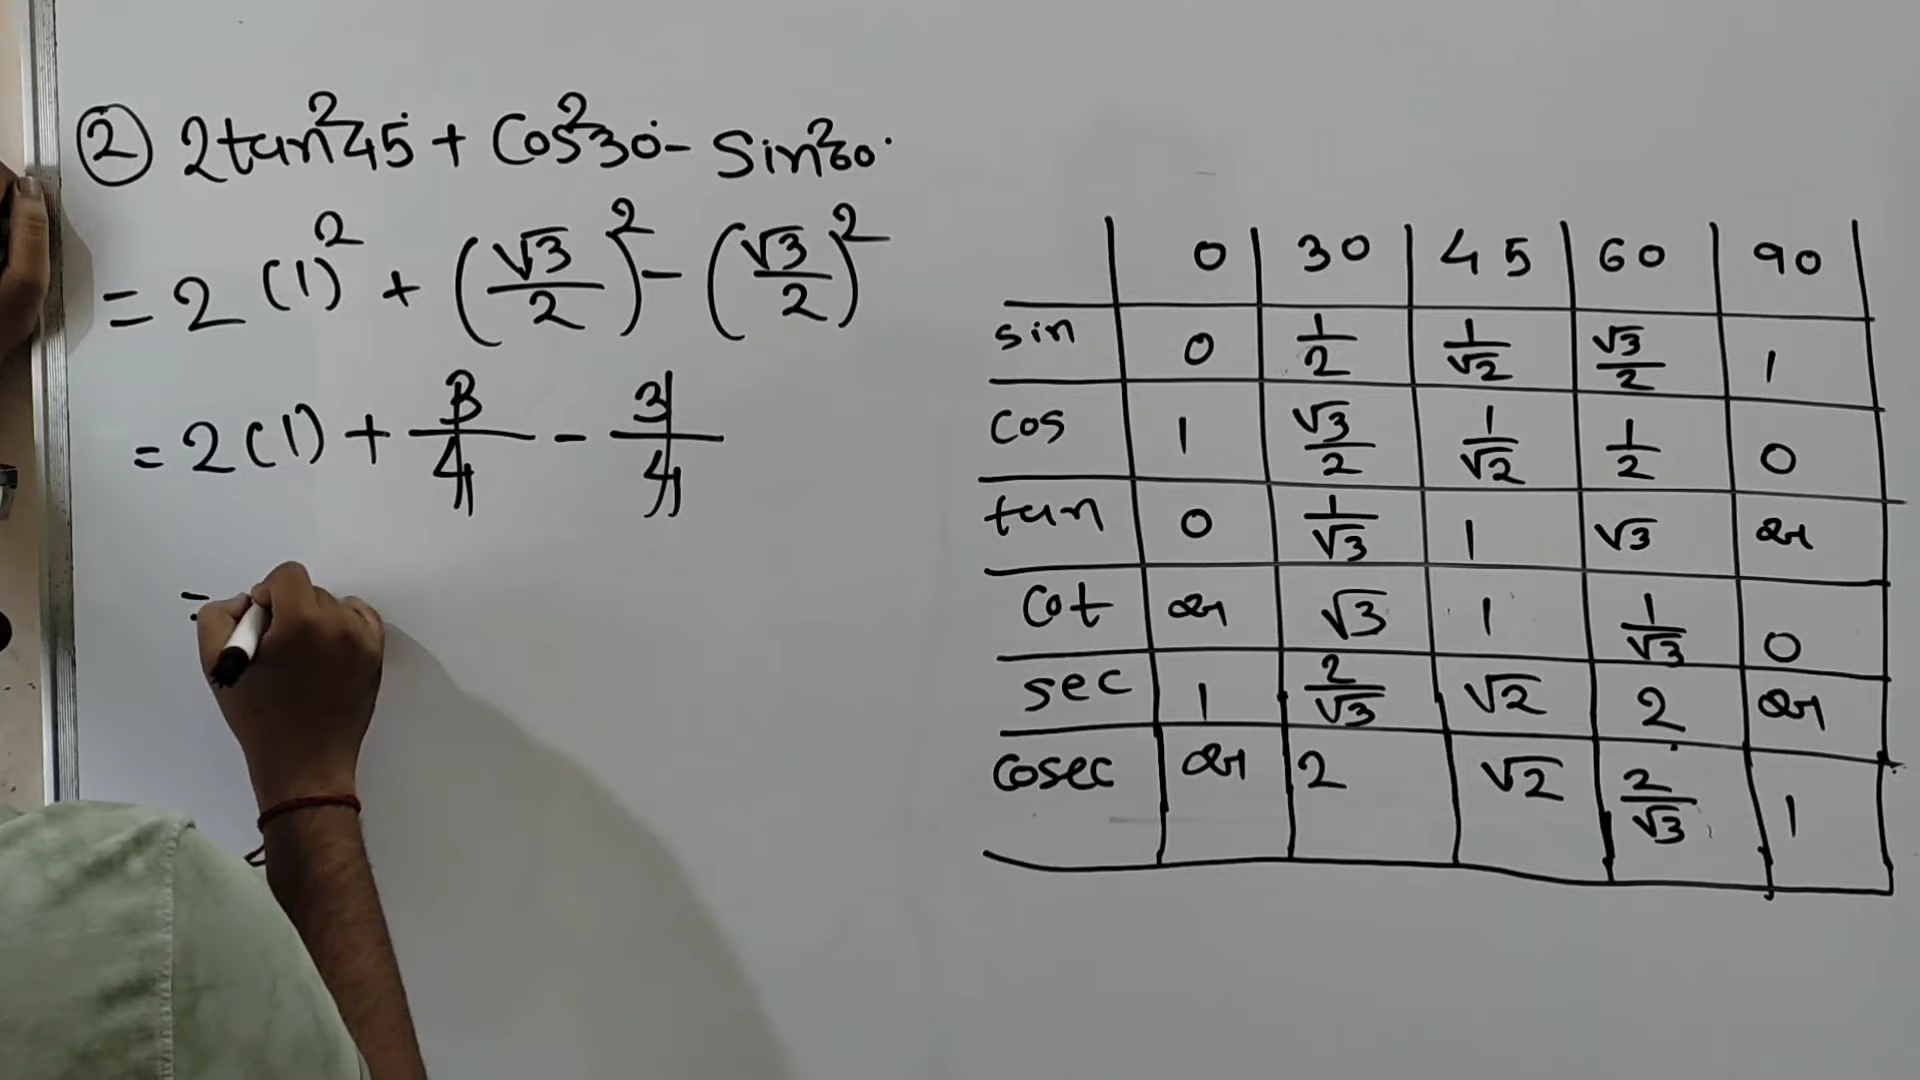 ② 2tan²45° + Cos²30° - Sin²60°
= 2 (1)² + (√3/2)² - (√3/2)²
= 2(1) + 3/4 - 3/4
=
0 30 45 60 90
sin 0 1/2 1/√2 √3/2 1
cos 1 √3/2 1/√2 1/2 0
tan 0 1/√3 1 √3 અ
cot અ √3 1 1/√3 0
sec 1 2/√3 √2 2 અ
cosec અ 2 √2 2/√3 1